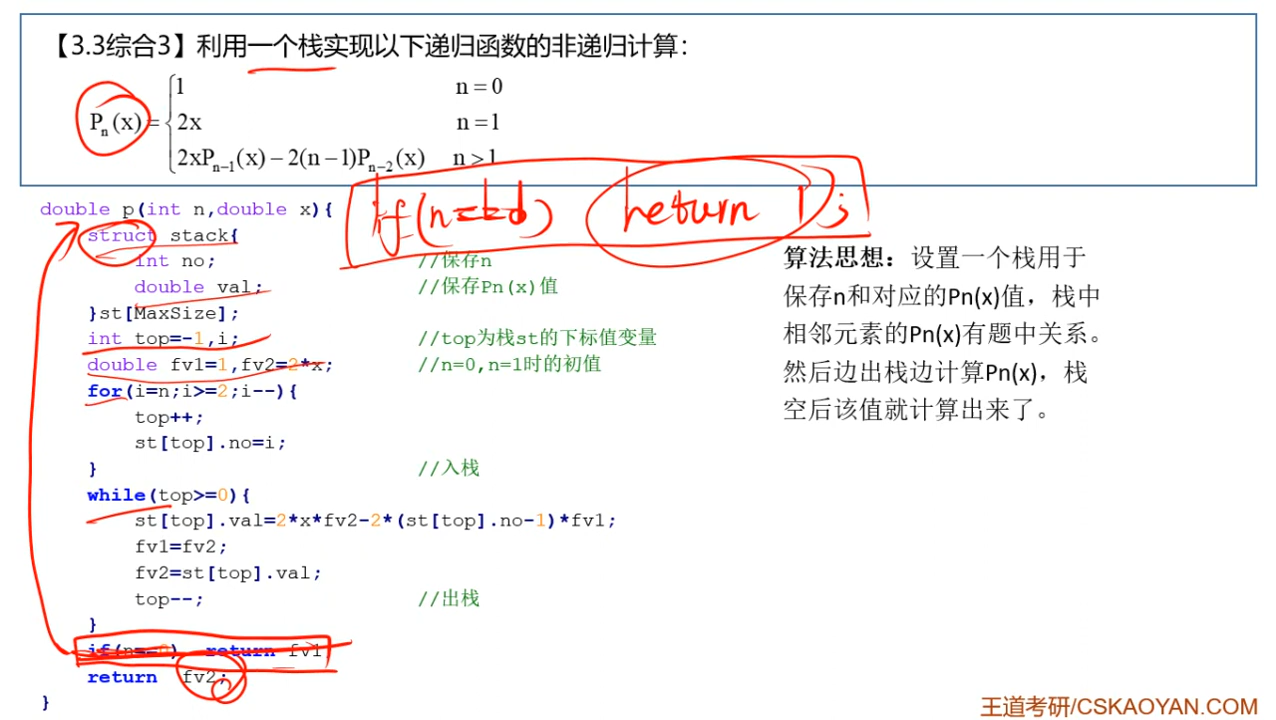 【3.3综合3】利用一个栈实现以下递归函数的非递归计算：
1 n = 0
Pn(x) = 2x n = 1
2xPn-1(x) − 2(n − 1)Pn-2(x) n > 1
if(n==0) return 1;
double p(int n,double x){
struct stack{
int no; //保存n
double val; //保存Pn(x)值
}st[MaxSize];
int top=-1,i; //top为栈st的下标值变量
double fv1=1,fv2=2*x; //n=0,n=1时的初值
for(i=n;i>=2;i--){
top++;
st[top].no=i;
} //入栈
while(top>=0){
st[top].val=2*x*fv2-2*(st[top].no-1)*fv1;
fv1=fv2;
fv2=st[top].val;
top--; //出栈
}
if(n==0) return fv1
return fv2;
}
算法思想：设置一个栈用于
保存n和对应的Pn(x)值，栈中
相邻元素的Pn(x)有题中关系。
然后边出栈边计算Pn(x)，栈
空后该值就计算出来了。
王道考研/CSKAOYAN.COM